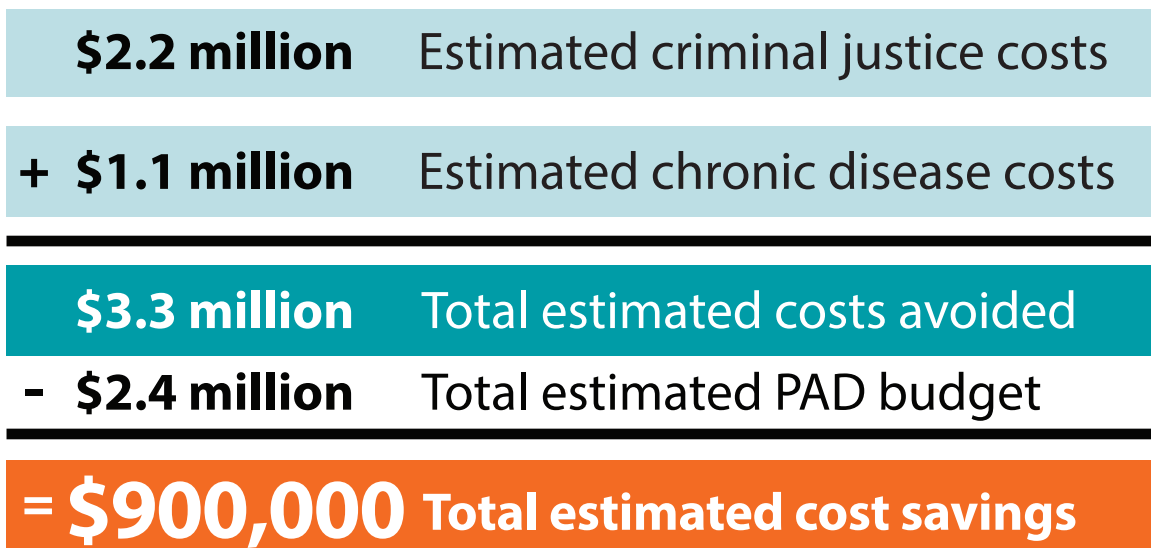 $2.2 million Estimated criminal justice costs
+ $1.1 million Estimated chronic disease costs
$3.3 million Total estimated costs avoided
- $2.4 million Total estimated PAD budget
= $900,000 Total estimated cost savings